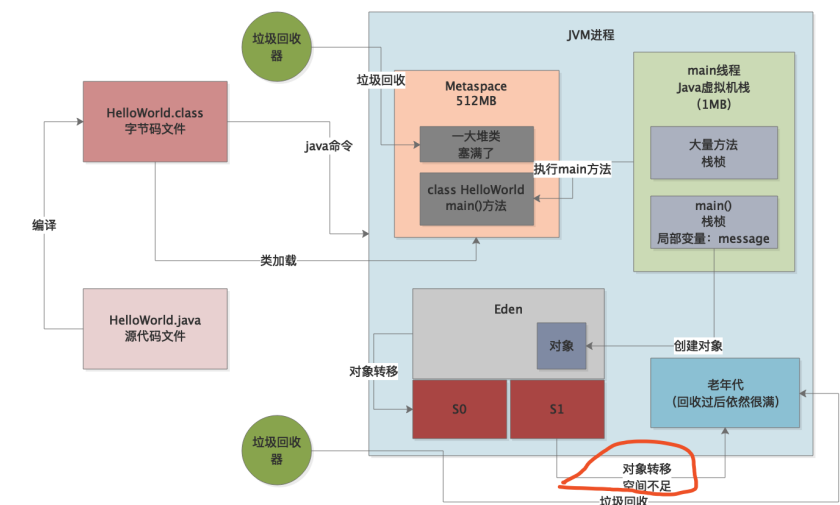 JVM进程
垃圾回收
器
垃圾回收
Metaspace
512MB
main线程
Java虚拟机栈
（1MB）
HelloWorld.class
字节码文件
java命令
一大堆类
塞满了
大量方法
栈桢
执行main方法
class HelloWorld
main()方法
main()
栈桢
局部变量：message
编译
类加载
HelloWorld.java
源代码文件
Eden
对象
创建对象
对象转移
S0
S1
老年代
（回收过后依然很满）
垃圾回收
器
对象转移
空间不足
垃圾回收